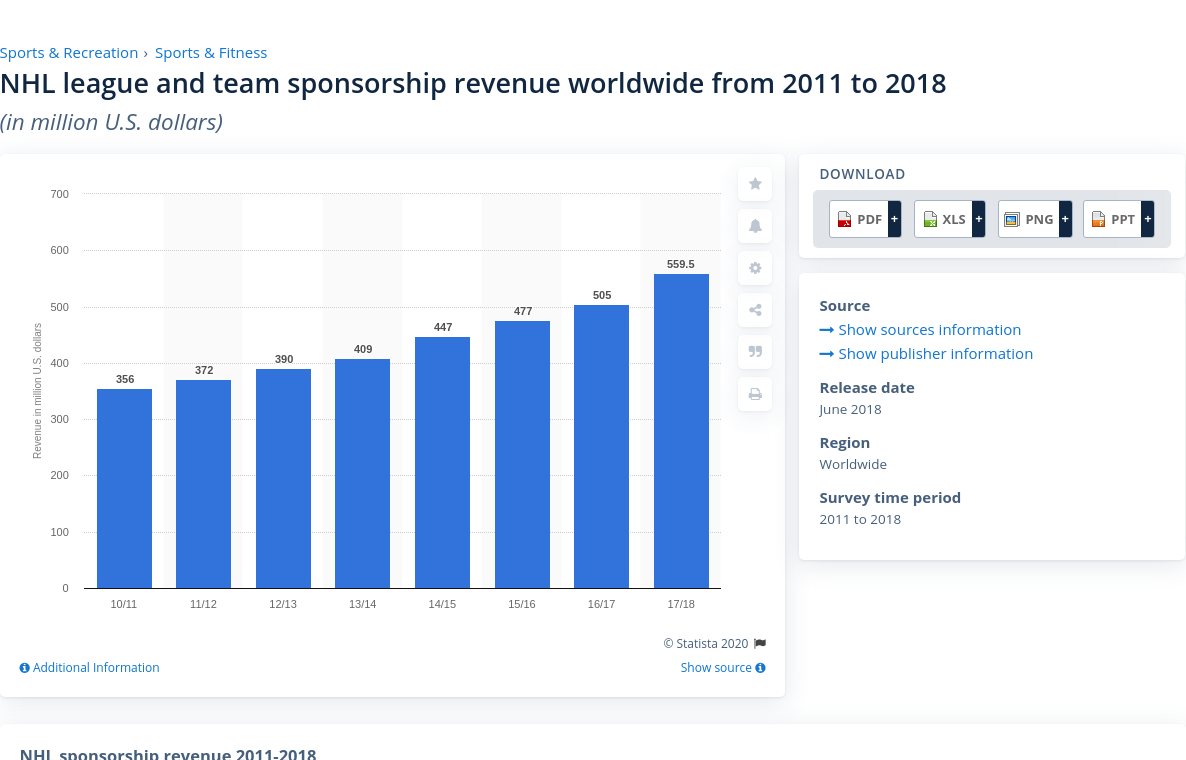 Sports & Recreation › Sports & Fitness
NHL league and team sponsorship revenue worldwide from 2011 to 2018
(in million U.S. dollars)
700
600
500
400
300
200
100
0
Revenue in million U.S. dollars
356
372
390
409
447
477
505
559.5
10/11
11/12
12/13
13/14
14/15
15/16
16/17
17/18
© Statista 2020
Additional Information
Show source
DOWNLOAD
PDF + XLS + PNG + PPT +
Source
Show sources information
Show publisher information
Release date
June 2018
Region
Worldwide
Survey time period
2011 to 2018
NHL sponsorship revenue 2011-2018